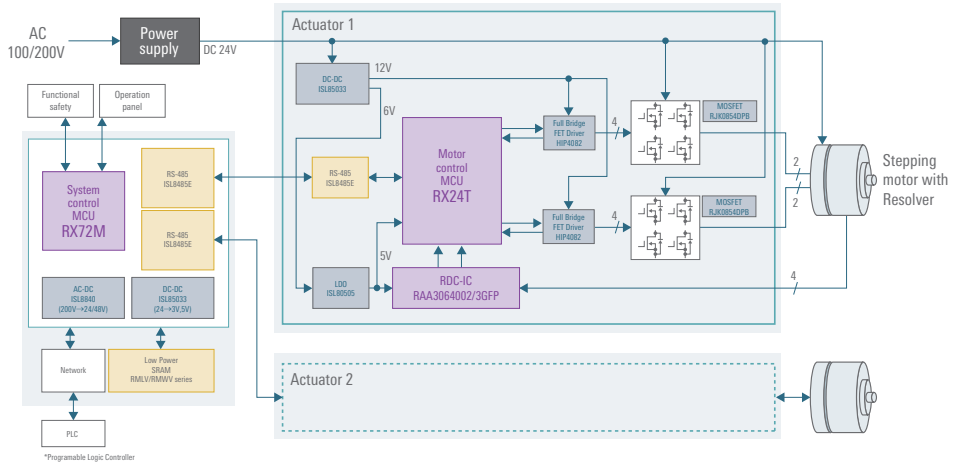 AC
100/200V
Power
supply
DC 24V
Functional
safety
Operation
panel
System
control
MCU
RX72M
RS-485
ISL8485E
RS-485
ISL8485E
AC-DC
ISL8840
(200V→24/48V)
DC-DC
ISL85033
(24→3V,5V)
Network
Low Power
SRAM
RMLV/RMWV series
PLC
*Programable Logic Controller
Actuator 1
DC-DC
ISL85033
12V
6V
RS-485
ISL8485E
Motor
control
MCU
RX24T
Full Bridge
FET Driver
HIP4082
4
MOSFET
RJK0854DPB
Full Bridge
FET Driver
HIP4082
4
MOSFET
RJK0854DPB
2
2
Stepping
motor with
Resolver
LDO
ISL80505
5V
RDC-IC
RAA3064002/3GFP
4
Actuator 2